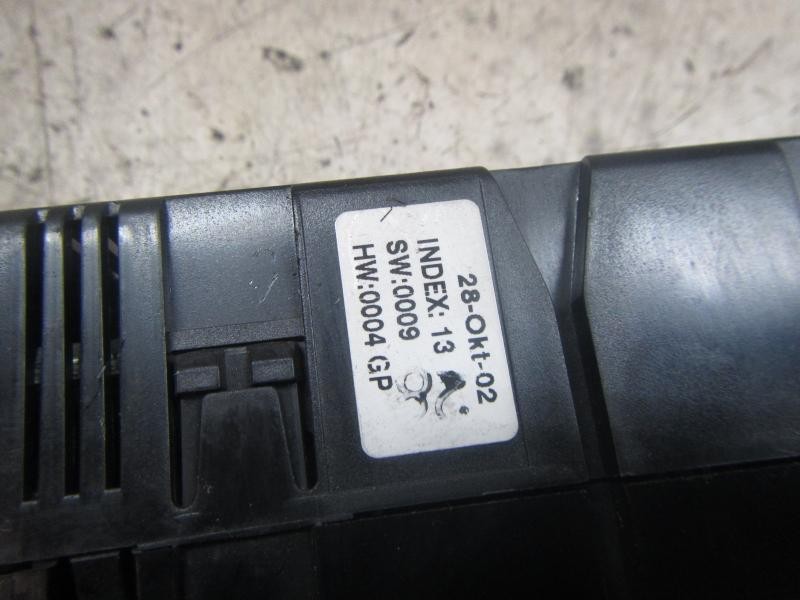 28-Okt-02
INDEX: 13
SW:0009
HW:0004 GP